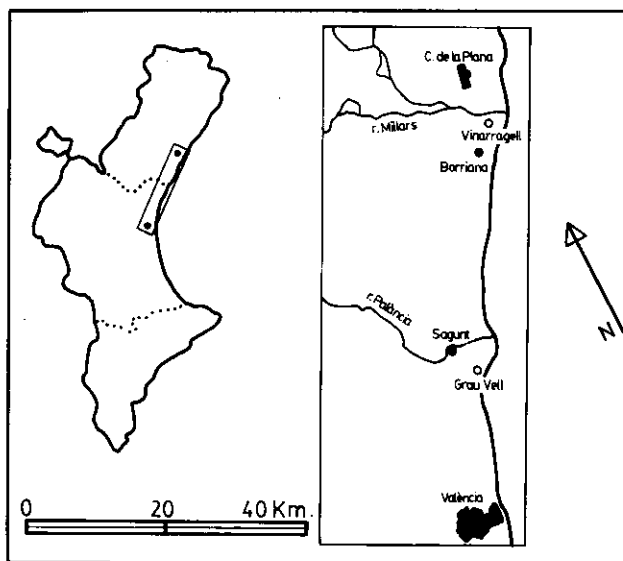 C. de la Plana
r. Millars
Vinarragell
Borriana
r. Palància
Sagunt
Grau Vell
València
N
0 20 40 Km.